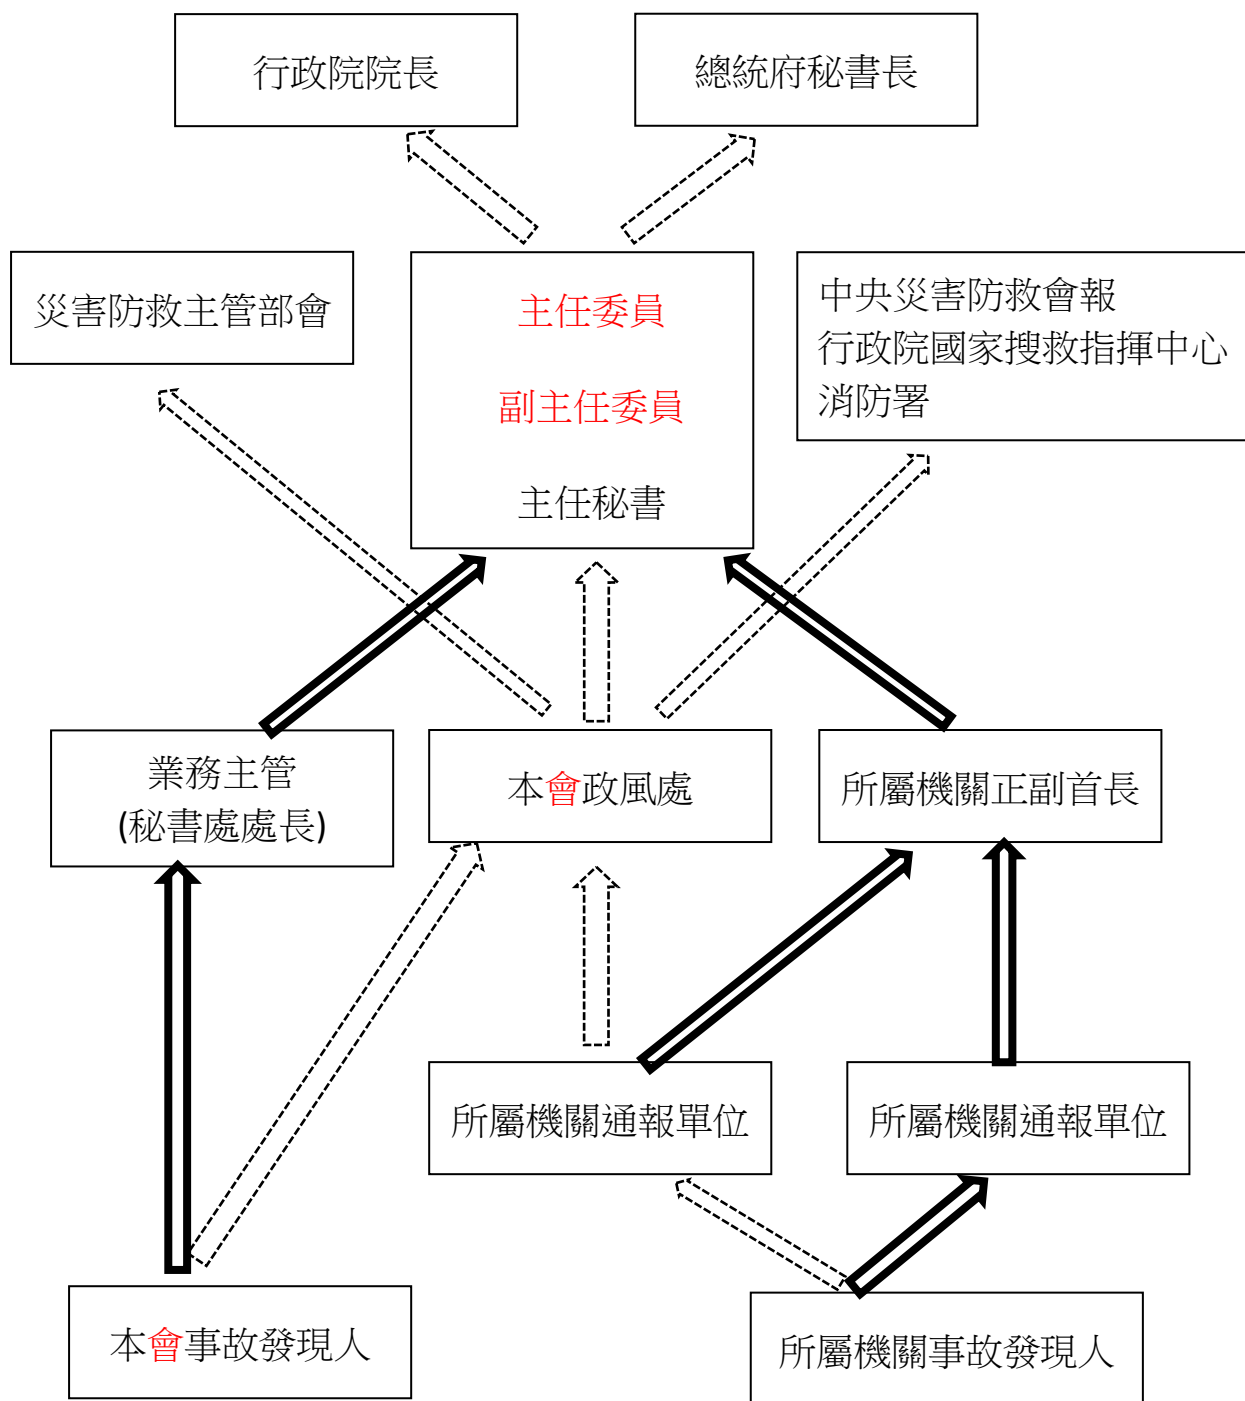 行政院院長
總統府秘書長
災害防救主管部會
主任委員
副主任委員
主任秘書
中央災害防救會報
行政院國家搜救指揮中心
消防署
業務主管
(秘書處處長)
本會政風處
所屬機關正副首長
所屬機關通報單位
所屬機關通報單位
本會事故發現人
所屬機關事故發現人